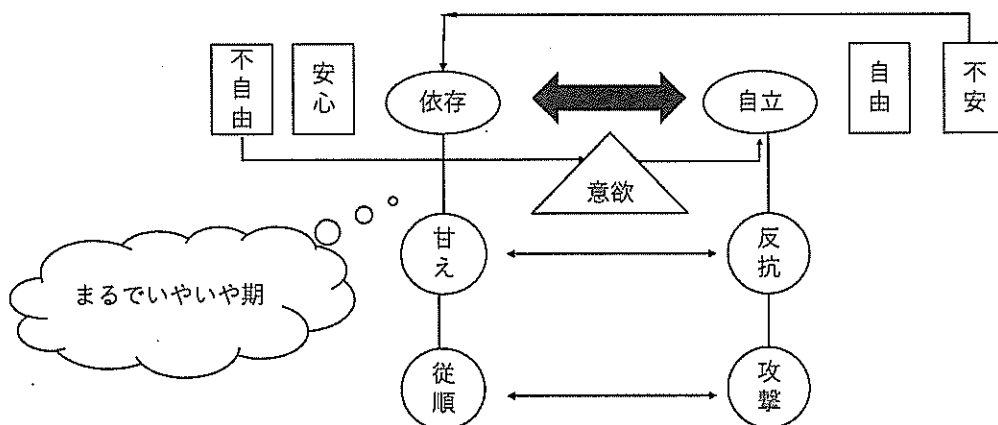 不自由
安心
依存
自立
自由
不安
意欲
甘え
反抗
まるでいやいや期
従順
攻撃